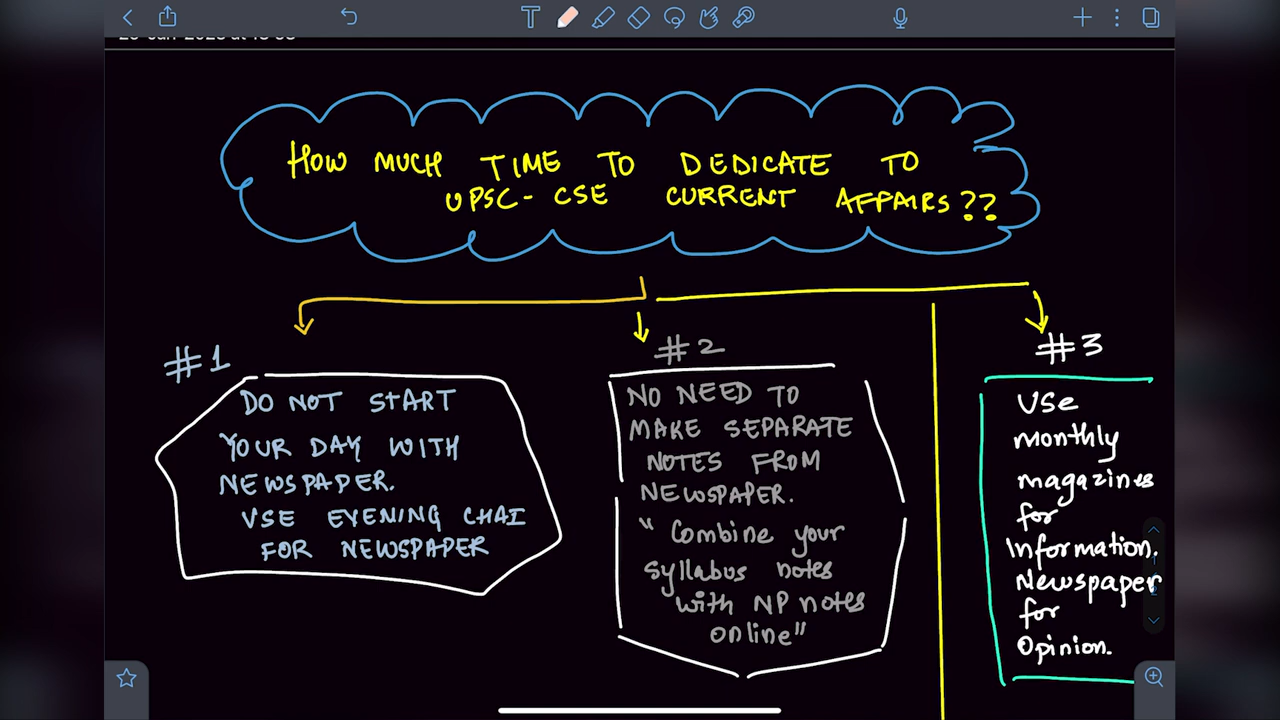 HOW MUCH TIME TO DEDICATE TO
UPSC- CSE CURRENT AFFAIRS??
#1
DO NOT START
YOUR DAY WITH
NEWSPAPER.
USE EVENING CHAI
FOR NEWSPAPER
#2
NO NEED TO
MAKE SEPARATE
NOTES FROM
NEWSPAPER.
" Combine your
syllabus notes
with NP notes
online"
#3
Use
monthly
magazines
for
Information.
Newspaper
for
Opinion.